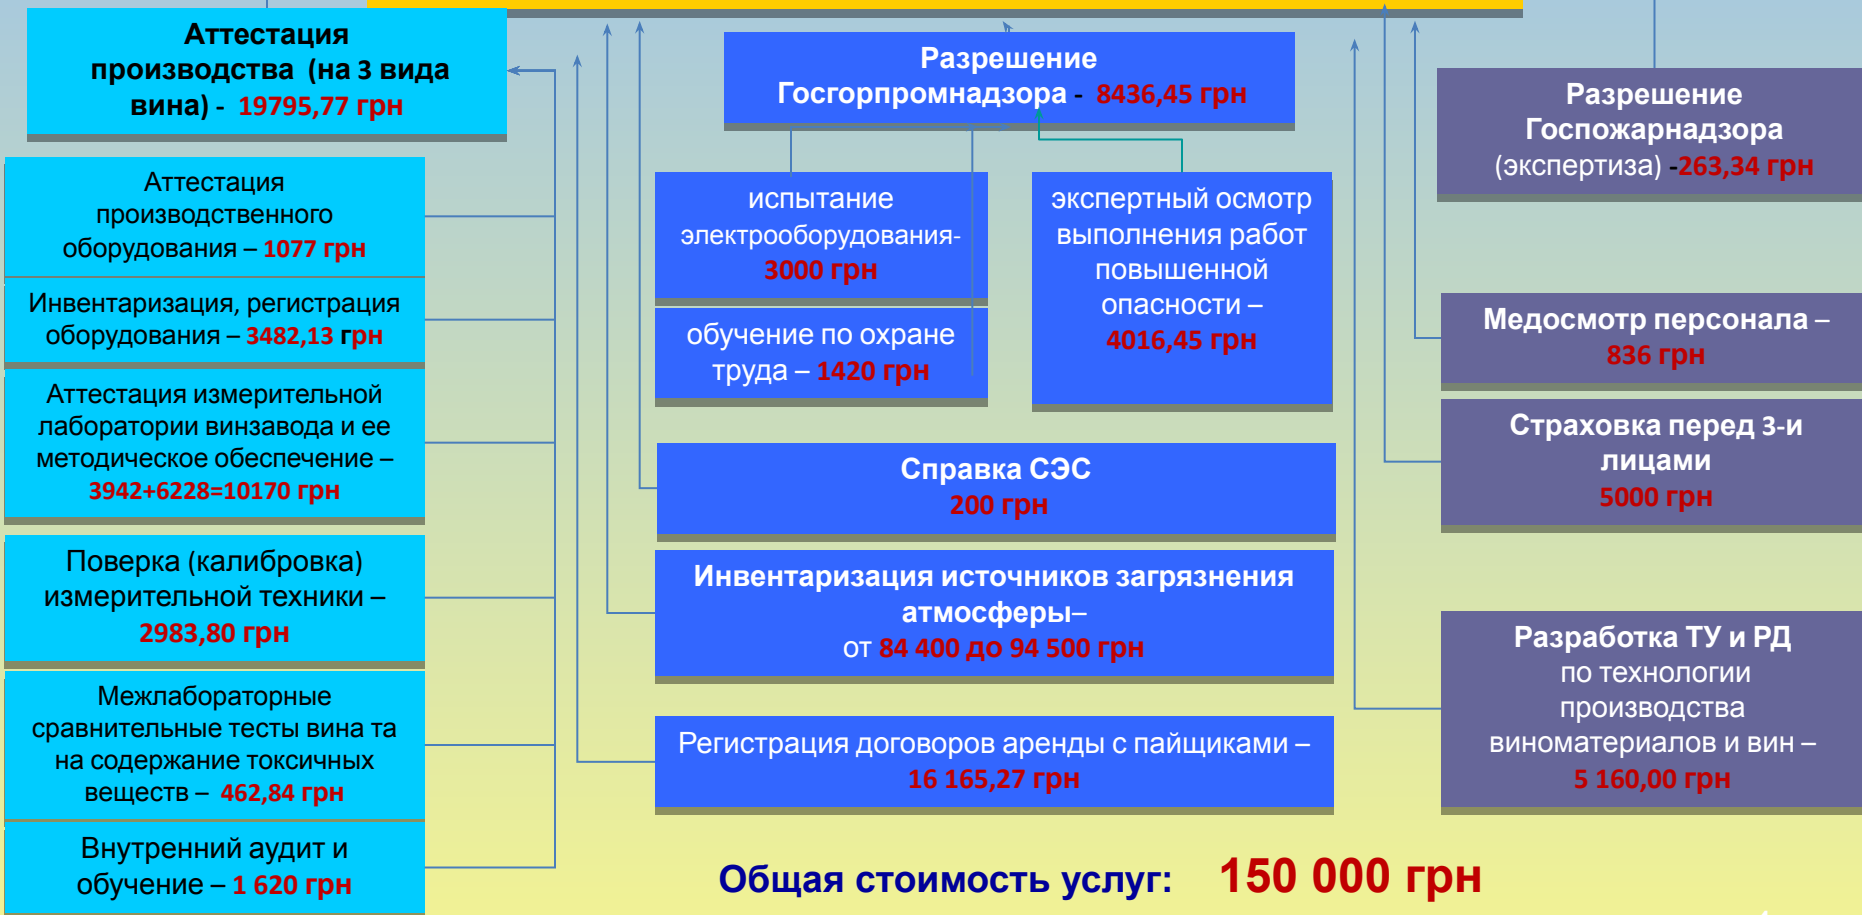 Аттестация
производства (на 3 вида
вина) - 19795,77 грн
Аттестация
производственного
оборудования – 1077 грн
Инвентаризация, регистрация
оборудования – 3482,13 грн
Аттестация измерительной
лаборатории винзавода и ее
методическое обеспечение –
3942+6228=10170 грн
Поверка (калибровка)
измерительной техники –
2983,80 грн
Межлабораторные
сравнительные тесты вина та
на содержание токсичных
веществ – 462,84 грн
Внутренний аудит и
обучение – 1 620 грн
Разрешение
Госгорпромнадзора - 8436,45 грн
испытание
электрооборудования-
3000 грн
обучение по охране
труда – 1420 грн
экспертный осмотр
выполнения работ
повышенной
опасности –
4016,45 грн
Справка СЭС
200 грн
Инвентаризация источников загрязнения
атмосферы–
от 84 400 до 94 500 грн
Регистрация договоров аренды с пайщиками –
16 165,27 грн
Разрешение
Госпожарнадзора
(экспертиза) -263,34 грн
Медосмотр персонала –
836 грн
Страховка перед 3-и
лицами
5000 грн
Разработка ТУ и РД
по технологии
производства
виноматериалов и вин –
5 160,00 грн
Общая стоимость услуг: 150 000 грн